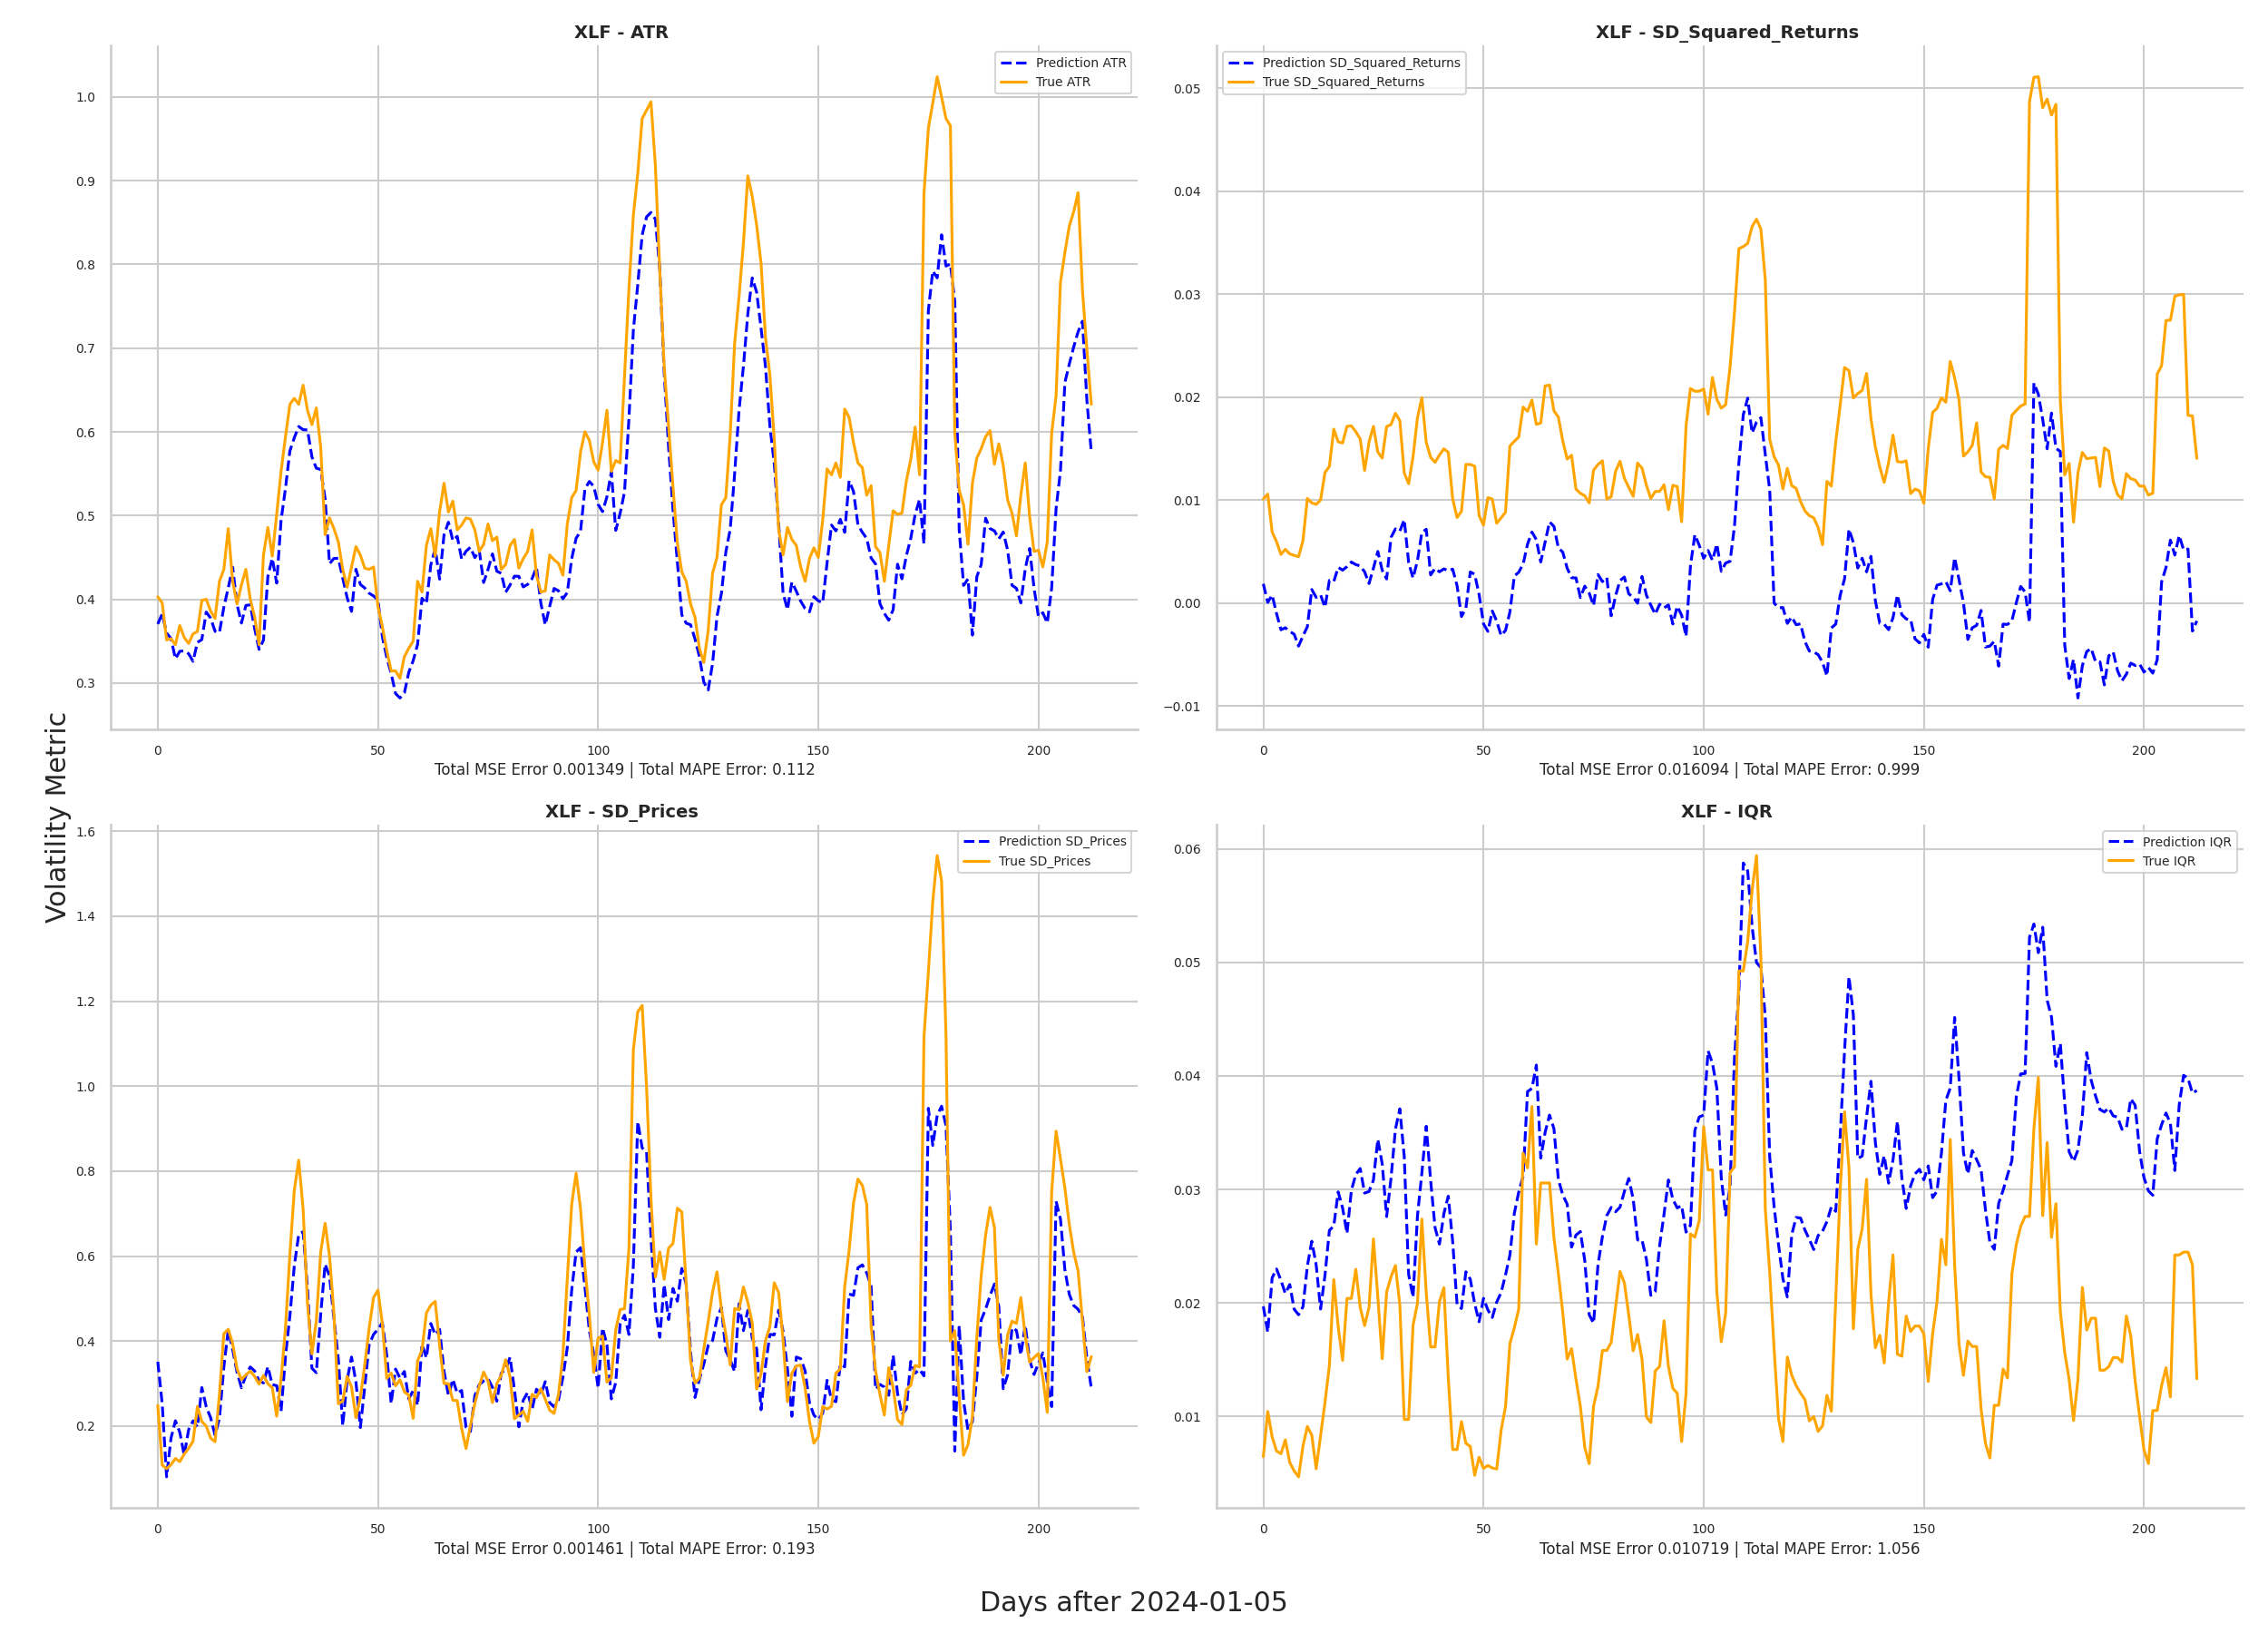 XLF - ATR
Prediction ATR
True ATR
1.0
0.9
0.8
0.7
0.6
0.5
0.4
0.3
0 50 100 150 200
Total MSE Error 0.001349 | Total MAPE Error: 0.112
XLF - SD_Squared_Returns
Prediction SD_Squared_Returns
True SD_Squared_Returns
0.05
0.04
0.03
0.02
0.01
0.00
−0.01
0 50 100 150 200
Total MSE Error 0.016094 | Total MAPE Error: 0.999
Volatility Metric
XLF - SD_Prices
Prediction SD_Prices
True SD_Prices
1.6
1.4
1.2
1.0
0.8
0.6
0.4
0.2
0 50 100 150 200
Total MSE Error 0.001461 | Total MAPE Error: 0.193
XLF - IQR
Prediction IQR
True IQR
0.06
0.05
0.04
0.03
0.02
0.01
0 50 100 150 200
Total MSE Error 0.010719 | Total MAPE Error: 1.056
Days after 2024-01-05